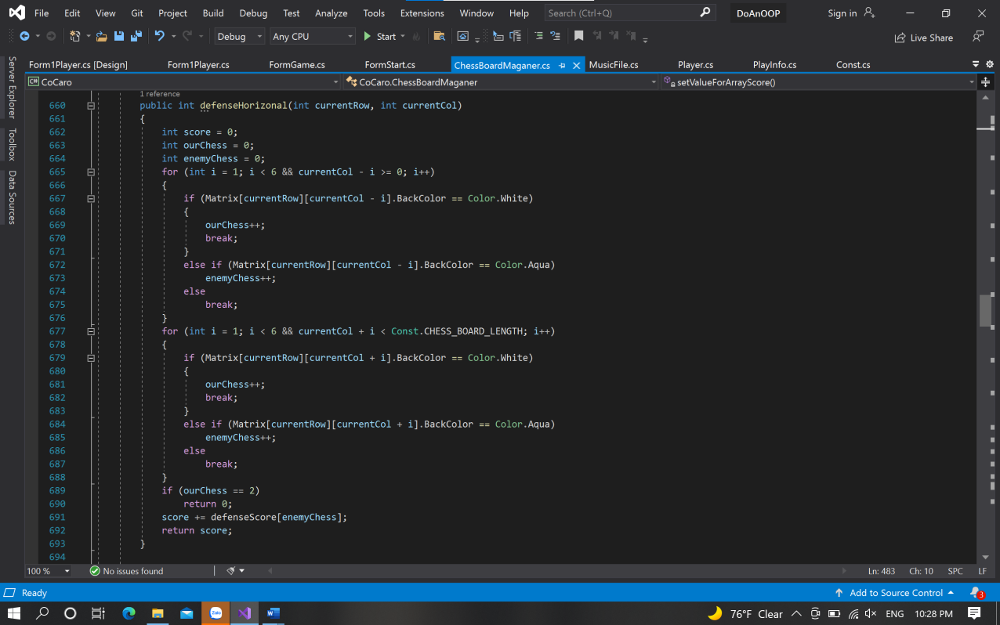 File Edit View Git Project Build Debug Test Analyze Tools Extensions Window Help Search (Ctrl+Q) DoAnOOP Sign in
Debug Any CPU Start Live Share
Form1Player.cs [Design] Form1Player.cs FormGame.cs FormStart.cs ChessBoardMaganer.cs MusicFile.cs Player.cs PlayInfo.cs Const.cs
Server Explorer
Toolbox
Data Sources
C# CoCaro CoCaro.ChessBoardMaganer setValueForArrayScore()
1 reference
660 public int defenseHorizonal(int currentRow, int currentCol)
661 {
662 int score = 0;
663 int ourChess = 0;
664 int enemyChess = 0;
665 for (int i = 1; i < 6 && currentCol - i >= 0; i++)
666 {
667 if (Matrix[currentRow][currentCol - i].BackColor == Color.White)
668 {
669 ourChess++;
670 break;
671 }
672 else if (Matrix[currentRow][currentCol - i].BackColor == Color.Aqua)
673 enemyChess++;
674 else
675 break;
676 }
677 for (int i = 1; i < 6 && currentCol + i < Const.CHESS_BOARD_LENGTH; i++)
678 {
679 if (Matrix[currentRow][currentCol + i].BackColor == Color.White)
680 {
681 ourChess++;
682 break;
683 }
684 else if (Matrix[currentRow][currentCol + i].BackColor == Color.Aqua)
685 enemyChess++;
686 else
687 break;
688 }
689 if (ourChess == 2)
690 return 0;
691 score += defenseScore[enemyChess];
692 return score;
693 }
694
100 % No issues found Ln: 483 Ch: 10 SPC LF
Ready Add to Source Control 3
Zalo 76°F Clear ENG 10:28 PM